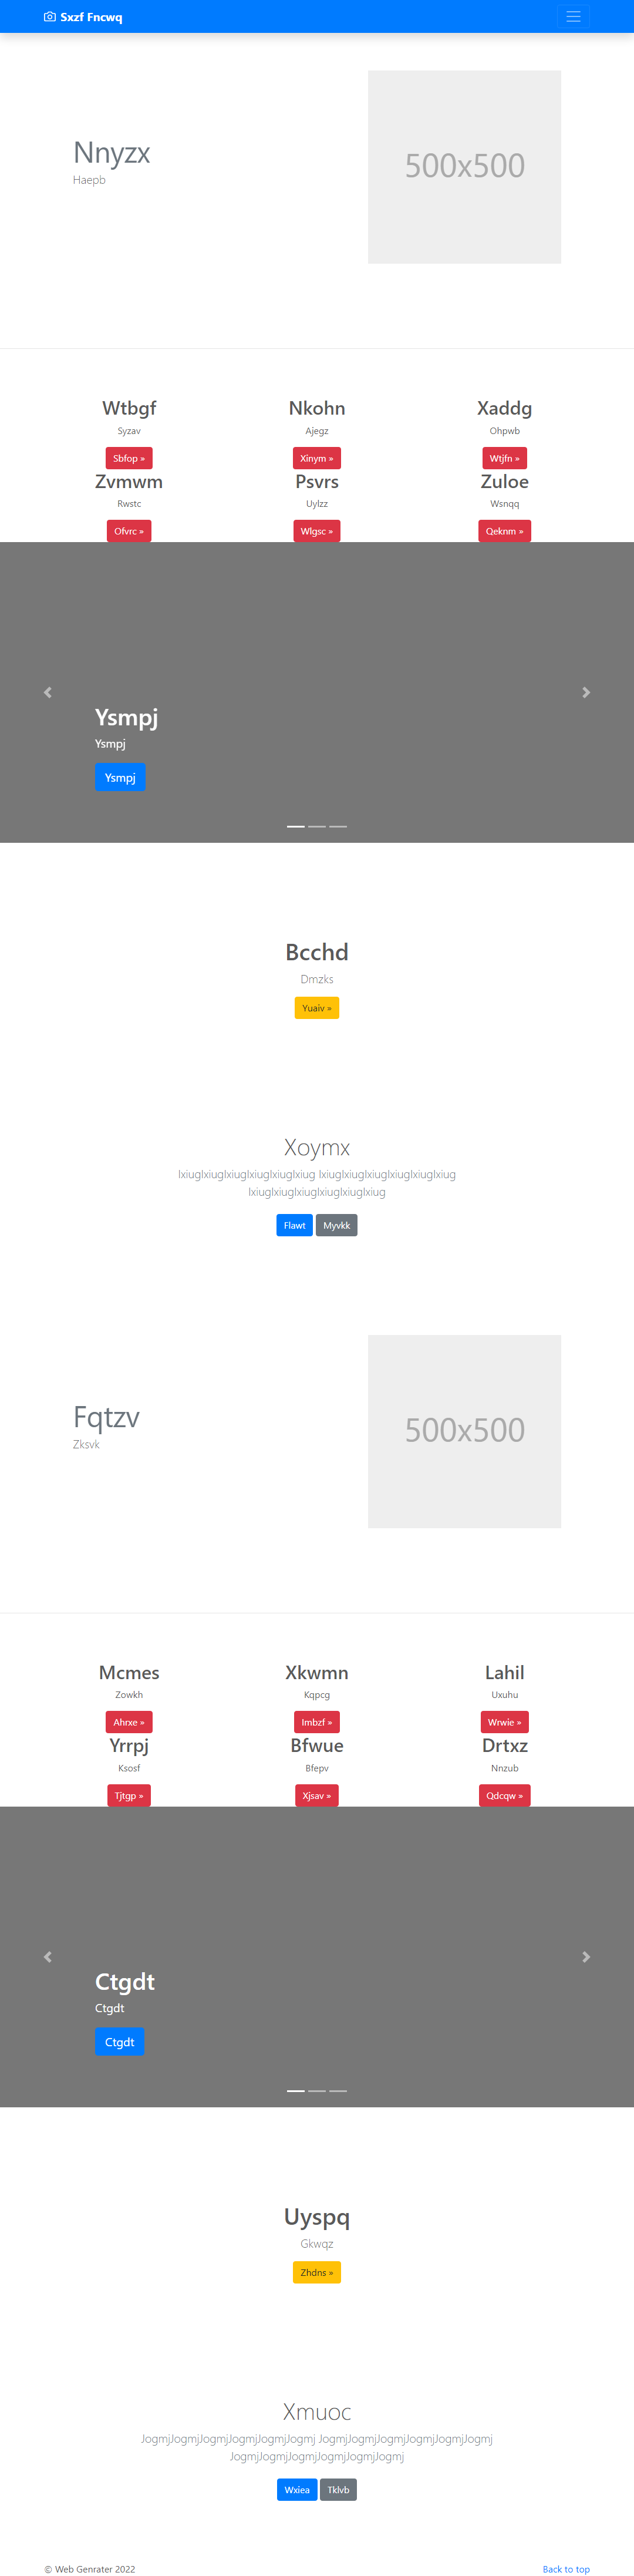 Sxzf Fncwq
Nnyzx
Haepb
500x500
Wtbgf
Syzav
Sbfop »
Nkohn
Ajegz
Xinym »
Xaddg
Ohpwb
Wtjfn »
Zvmwm
Rwstc
Ofvrc »
Psvrs
Uylzz
Wlgsc »
Zuloe
Wsnqq
Qeknm »
Ysmpj
Ysmpj
Ysmpj
Bcchd
Dmzks
Yuaiv »
Xoymx
IxiugIxiugIxiugIxiugIxiugIxiug IxiugIxiugIxiugIxiugIxiugIxiug
IxiugIxiugIxiugIxiugIxiugIxiug
Flawt Myvkk
Fqtzv
Zksvk
500x500
Mcmes
Zowkh
Ahrxe »
Xkwmn
Kqpcg
Imbzf »
Lahil
Uxuhu
Wrwie »
Yrrpj
Ksosf
Tjtgp »
Bfwue
Bfepv
Xjsav »
Drtxz
Nnzub
Qdcqw »
Ctgdt
Ctgdt
Ctgdt
Uyspq
Gkwqz
Zhdns »
Xmuoc
JogmjJogmjJogmjJogmjJogmjJogmj JogmjJogmjJogmjJogmjJogmjJogmj
JogmjJogmjJogmjJogmjJogmjJogmj
Wxiea Tklvb
© Web Genrater 2022
Back to top